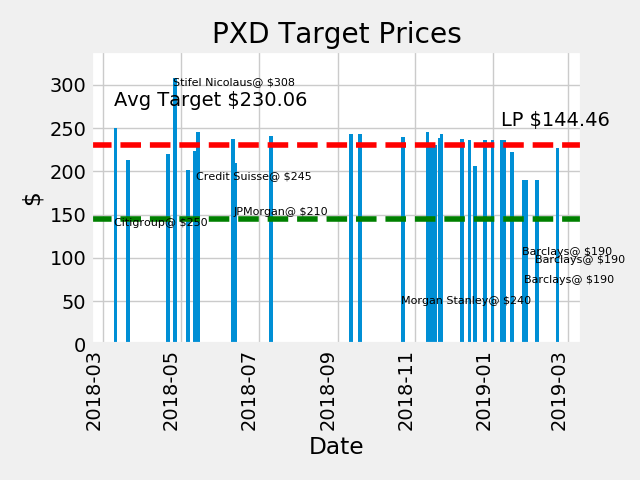 PXD Target Prices
Stifel Nicolaus@ $308
Avg Target $230.06
LP $144.46
Credit Suisse@ $245
JPMorgan@ $210
Citigroup@ $250
Barclays@ $190
Barclays@ $190
Barclays@ $190
Morgan Stanley@ $240
$
300
250
200
150
100
50
0
2018-03
2018-05
2018-07
2018-09
2018-11
2019-01
2019-03
Date